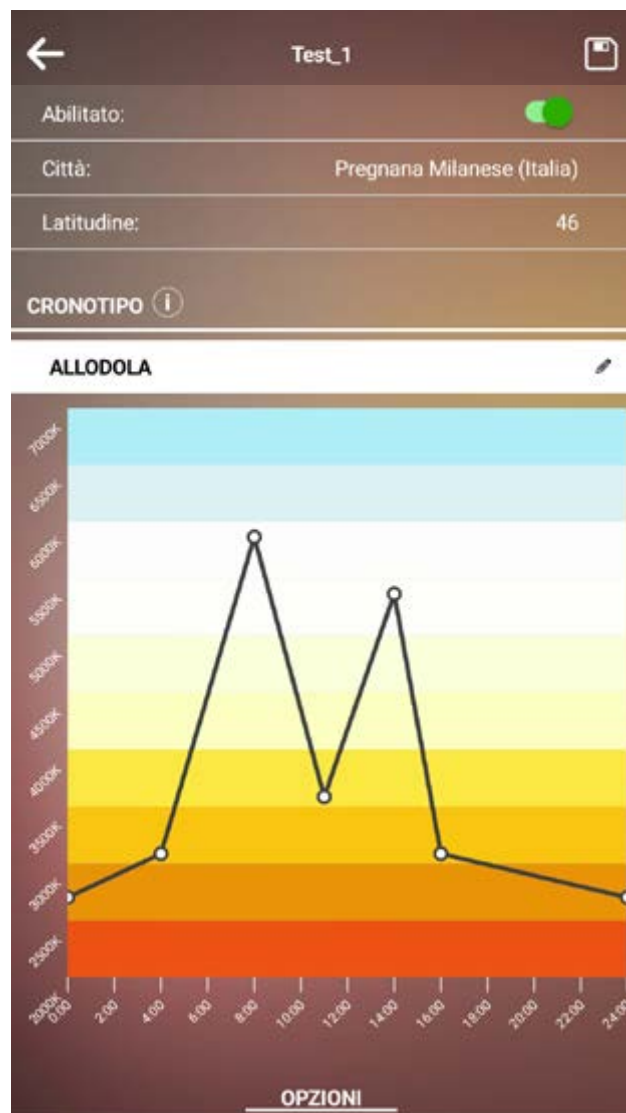 Test_1
Abilitato:
Città: Pregnana Milanese (Italia)
Latitudine: 46
CRONOTIPO i
ALLODOLA
7000K
6500K
6000K
5500K
5000K
4500K
4000K
3500K
3000K
2500K
2000K
0:00 2:00 4:00 6:00 8:00 10:00 12:00 14:00 16:00 18:00 20:00 22:00 24:00
OPZIONI